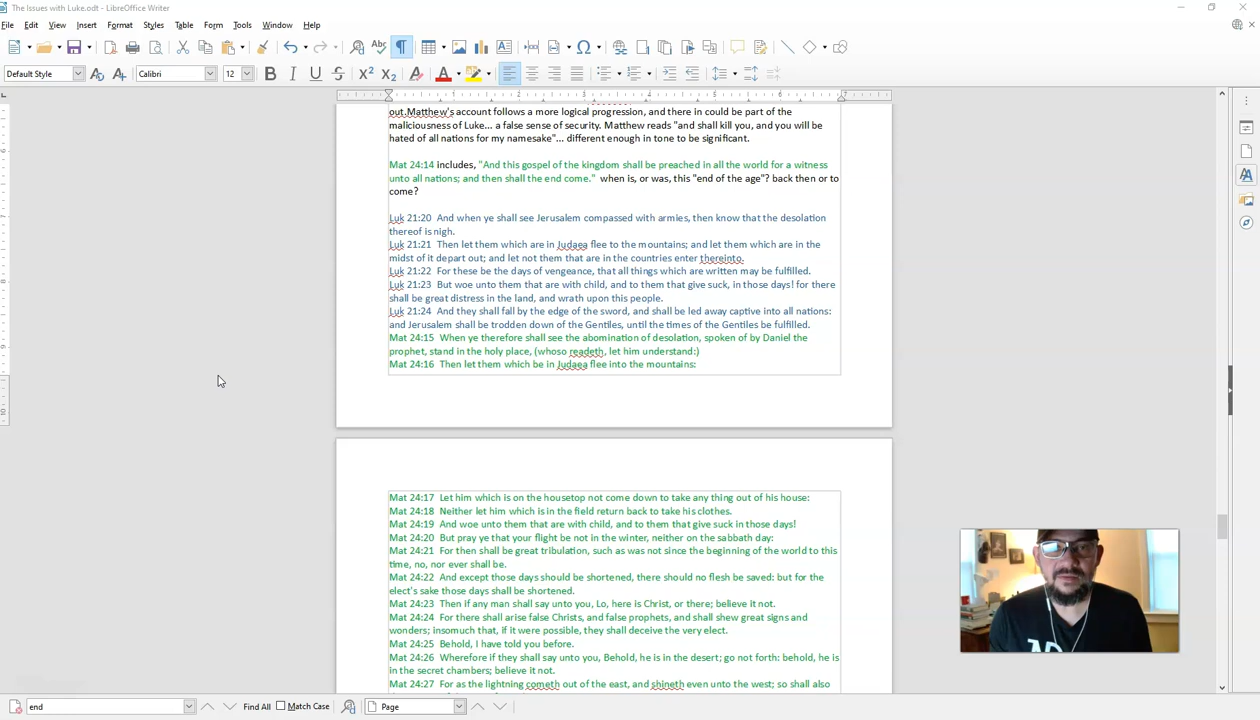 The Issues with Luke.odt - LibreOffice Writer
File Edit View Insert Format Styles Table Form Tools Window Help
Default Style Calibri 12
out.Matthew's account follows a more logical progression, and there in could be part of the
maliciousness of Luke... a false sense of security. Matthew reads "and shall kill you, and you will be
hated of all nations for my namesake"... different enough in tone to be significant.
Mat 24:14 includes, "And this gospel of the kingdom shall be preached in all the world for a witness
unto all nations; and then shall the end come." when is, or was, this "end of the age"? back then or to
come?
Luk 21:20 And when ye shall see Jerusalem compassed with armies, then know that the desolation
thereof is nigh.
Luk 21:21 Then let them which are in Judaea flee to the mountains; and let them which are in the
midst of it depart out; and let not them that are in the countries enter thereinto.
Luk 21:22 For these be the days of vengeance, that all things which are written may be fulfilled.
Luk 21:23 But woe unto them that are with child, and to them that give suck, in those days! for there
shall be great distress in the land, and wrath upon this people.
Luk 21:24 And they shall fall by the edge of the sword, and shall be led away captive into all nations:
and Jerusalem shall be trodden down of the Gentiles, until the times of the Gentiles be fulfilled.
Mat 24:15 When ye therefore shall see the abomination of desolation, spoken of by Daniel the
prophet, stand in the holy place, (whoso readeth, let him understand:)
Mat 24:16 Then let them which be in Judaea flee into the mountains:
Mat 24:17 Let him which is on the housetop not come down to take any thing out of his house:
Mat 24:18 Neither let him which is in the field return back to take his clothes.
Mat 24:19 And woe unto them that are with child, and to them that give suck in those days!
Mat 24:20 But pray ye that your flight be not in the winter, neither on the sabbath day:
Mat 24:21 For then shall be great tribulation, such as was not since the beginning of the world to this
time, no, nor ever shall be.
Mat 24:22 And except those days should be shortened, there should no flesh be saved: but for the
elect's sake those days shall be shortened.
Mat 24:23 Then if any man shall say unto you, Lo, here is Christ, or there; believe it not.
Mat 24:24 For there shall arise false Christs, and false prophets, and shall shew great signs and
wonders; insomuch that, if it were possible, they shall deceive the very elect.
Mat 24:25 Behold, I have told you before.
Mat 24:26 Wherefore if they shall say unto you, Behold, he is in the desert; go not forth: behold, he is
in the secret chambers; believe it not.
Mat 24:27 For as the lightning cometh out of the east, and shineth even unto the west; so shall also
end Find All Match Case Page